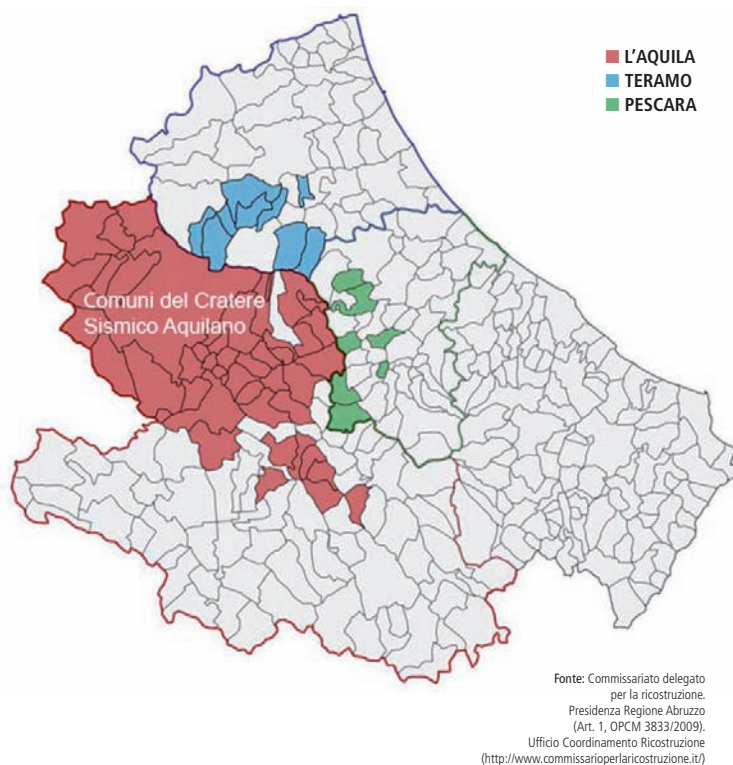 L'AQUILA
TERAMO
PESCARA
Comuni del Cratere
Sismico Aquilano
Fonte: Commissariato delegato
per la ricostruzione.
Presidenza Regione Abruzzo
(Art. 1, OPCM 3833/2009).
Ufficio Coordinamento Ricostruzione
(http://www.commissarioperlaricostruzione.it/)